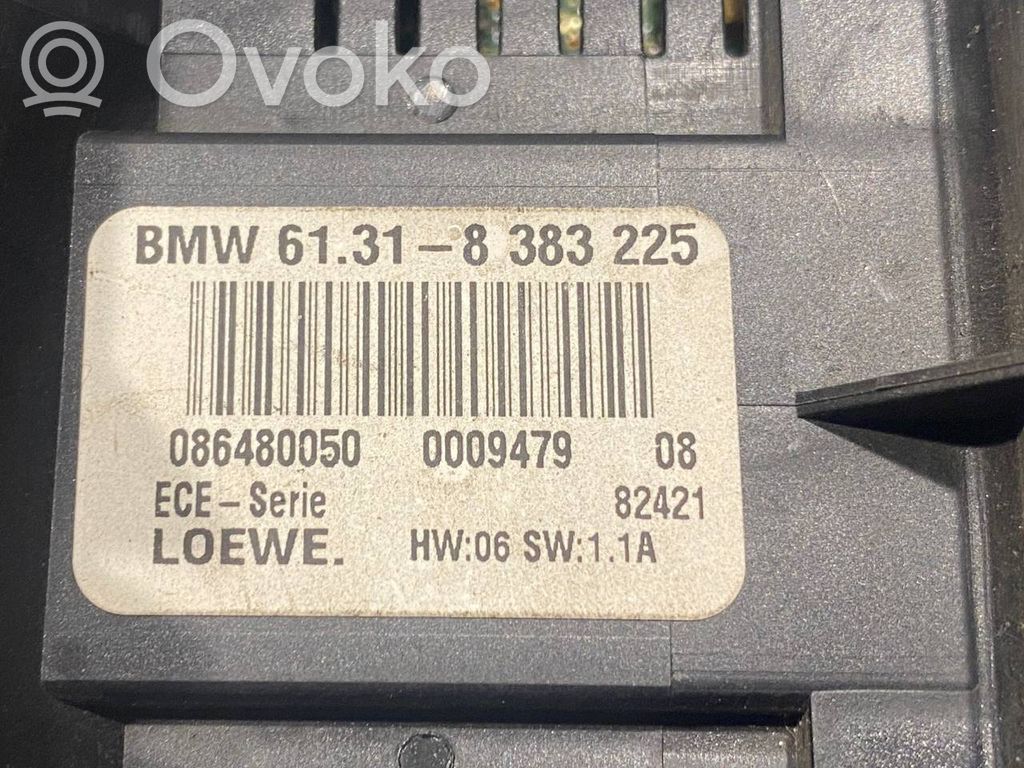 Ovoko
BMW 61.31-8 383 225
086480050 0009479 08
ECE-Serie 82421
LOEWE. HW:06 SW:1.1A